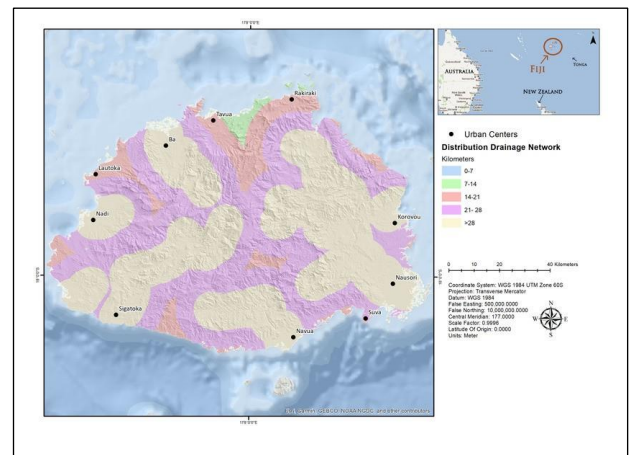 Rakiraki
Tavua
Ba
Lautoka
Nadi
Korovou
Nausori
Sigatoka
Suva
Navua
AUSTRALIA
FIJI
TONGA
NEW ZEALAND
N
Urban Centers
Distribution Drainage Network
Kilometers
0-7
7-14
14-21
21- 28
>28
0 10 20 40 Kilometers
Coordinate System: WGS 1984 UTM Zone 60S
Projection: Transverse Mercator
Datum: WGS 1984
False Easting: 500,000.0000
False Northing: 10,000,000.0000
Central Meridian: 177.0000
Scale Factor: 0.9996
Latitude Of Origin: 0.0000
Units: Meter
N
W E
S